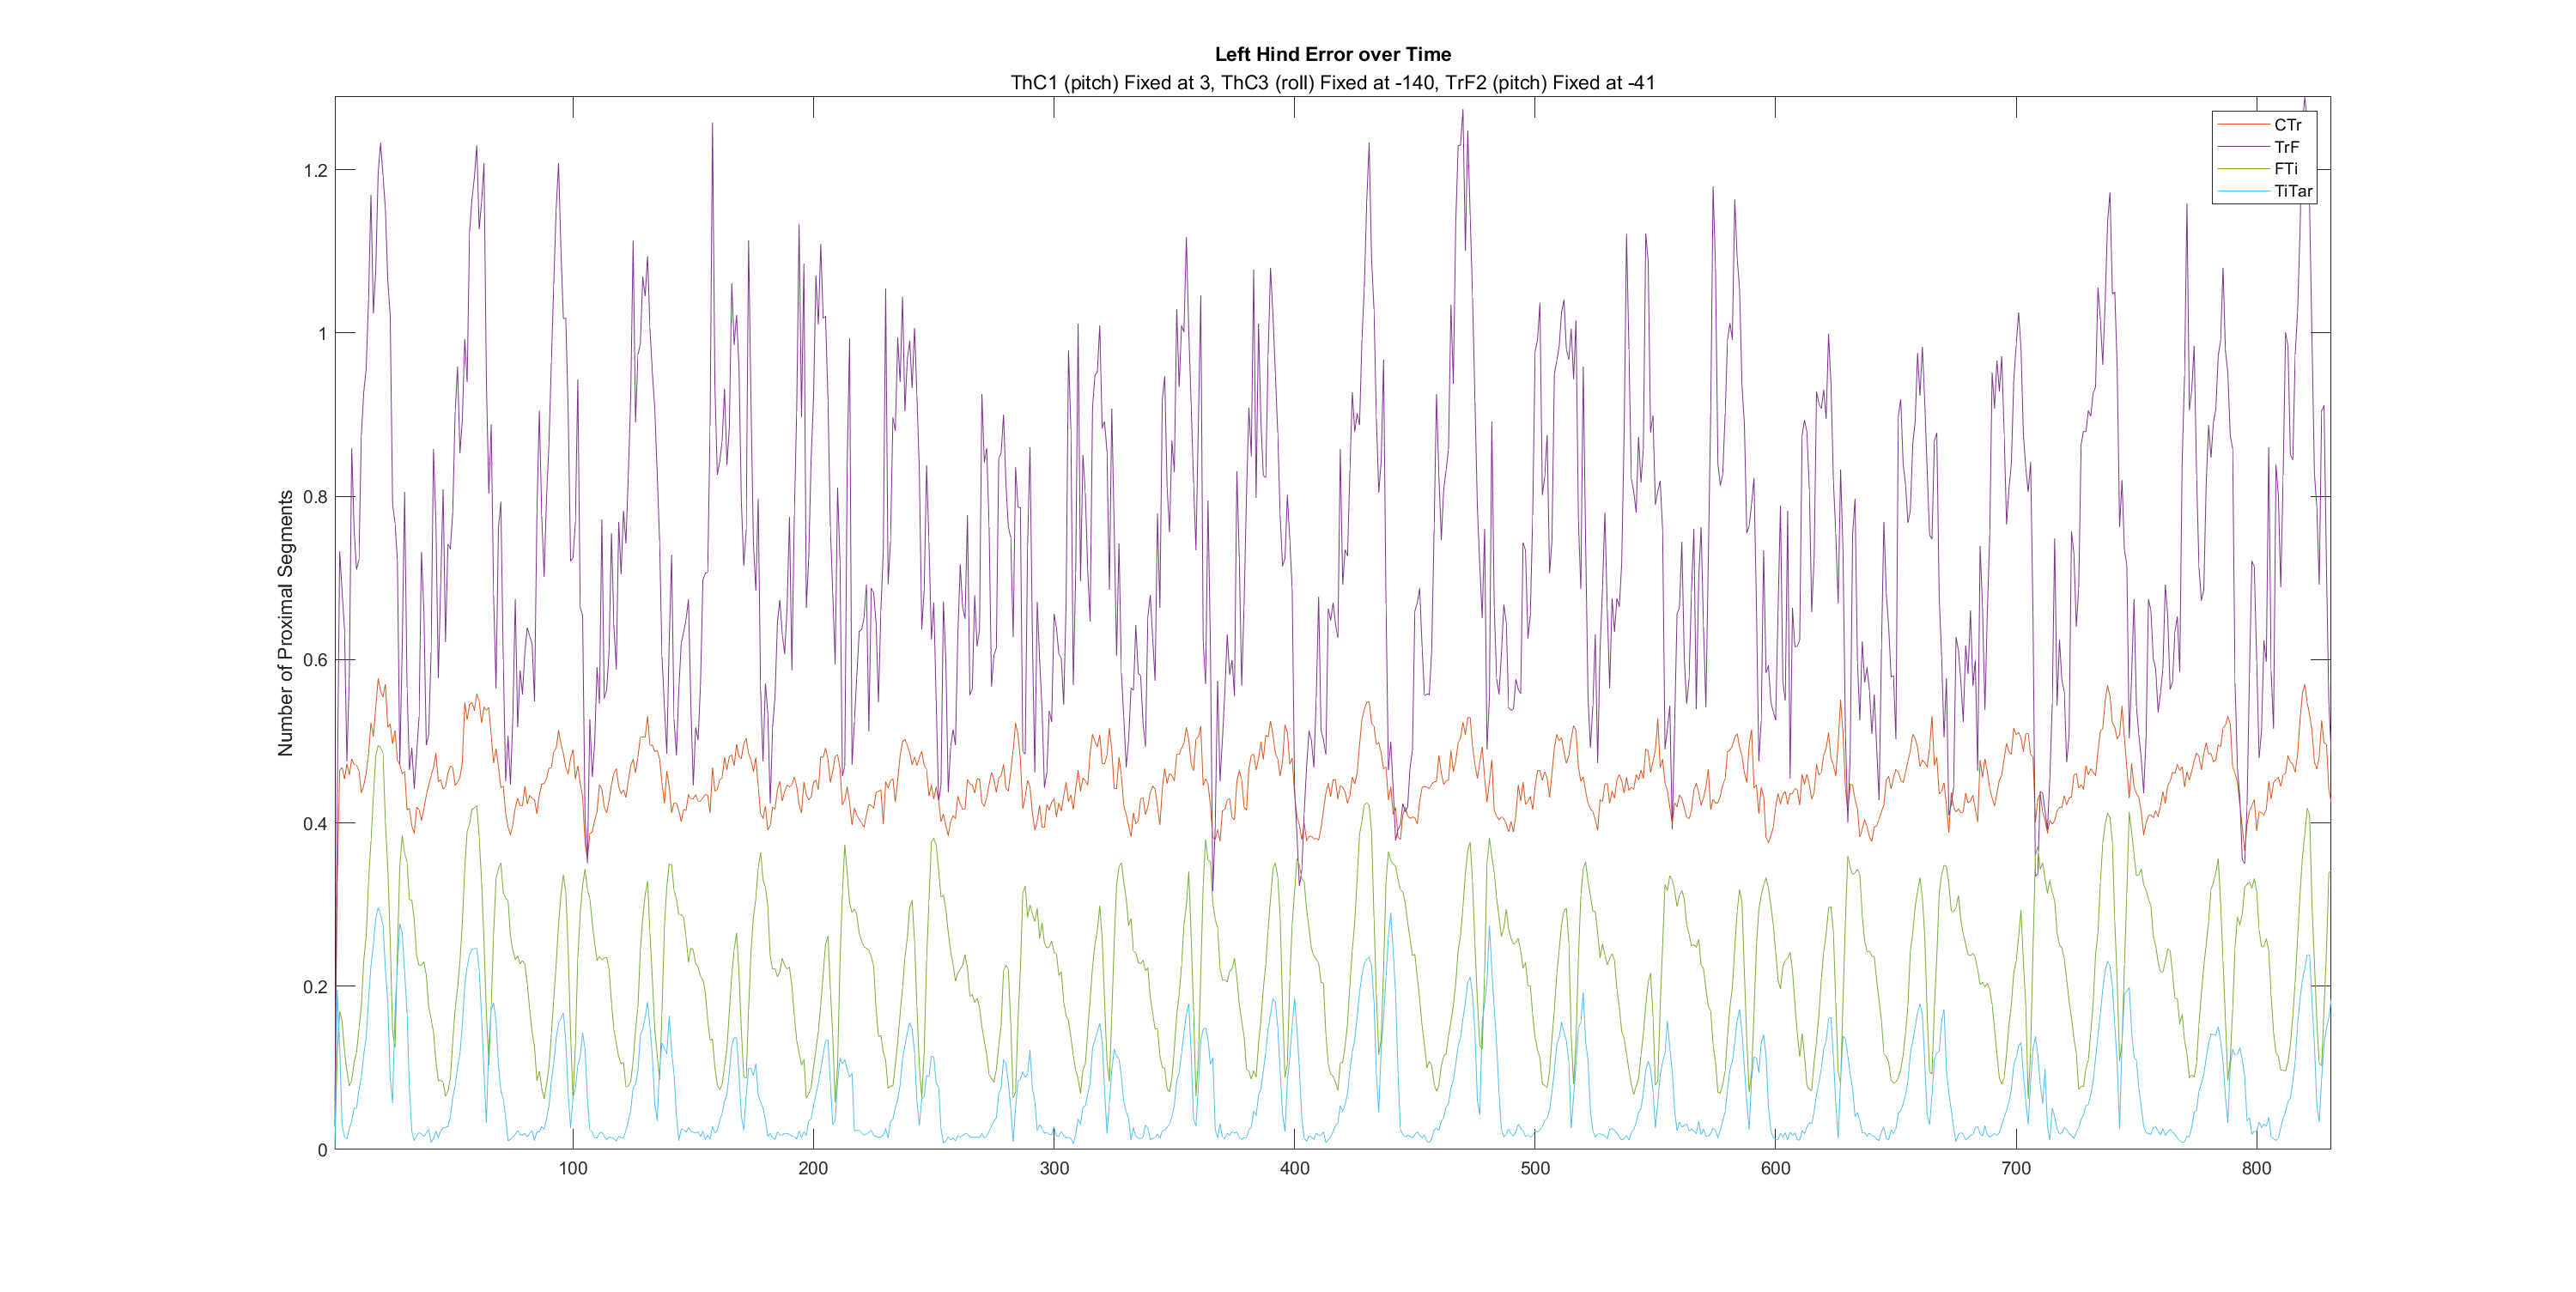 Left Hind Error over Time
ThC1 (pitch) Fixed at 3, ThC3 (roll) Fixed at -140, TrF2 (pitch) Fixed at -41
CTr
TrF
FTi
TiTar
Number of Proximal Segments
1.2
1
0.8
0.6
0.4
0.2
0
100
200
300
400
500
600
700
800